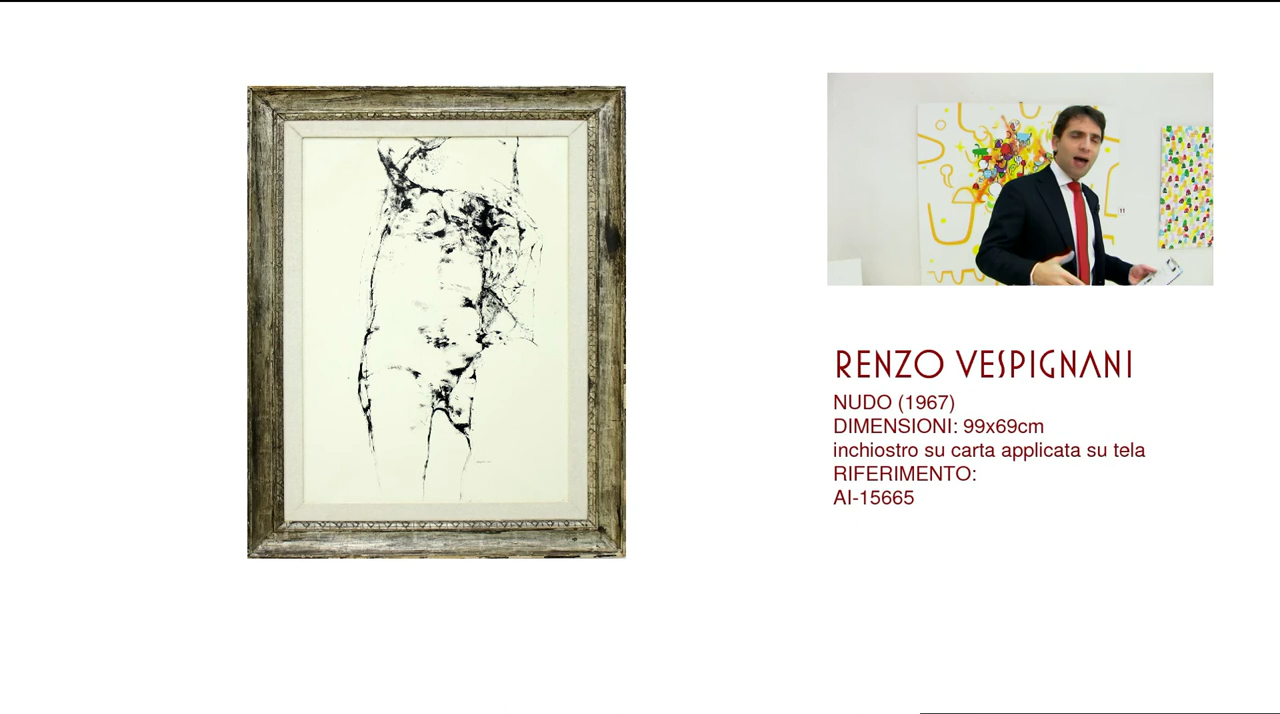 RENZO VESPIGNANI
NUDO (1967)
DIMENSIONI: 99x69cm
inchiostro su carta applicata su tela
RIFERIMENTO:
AI-15665